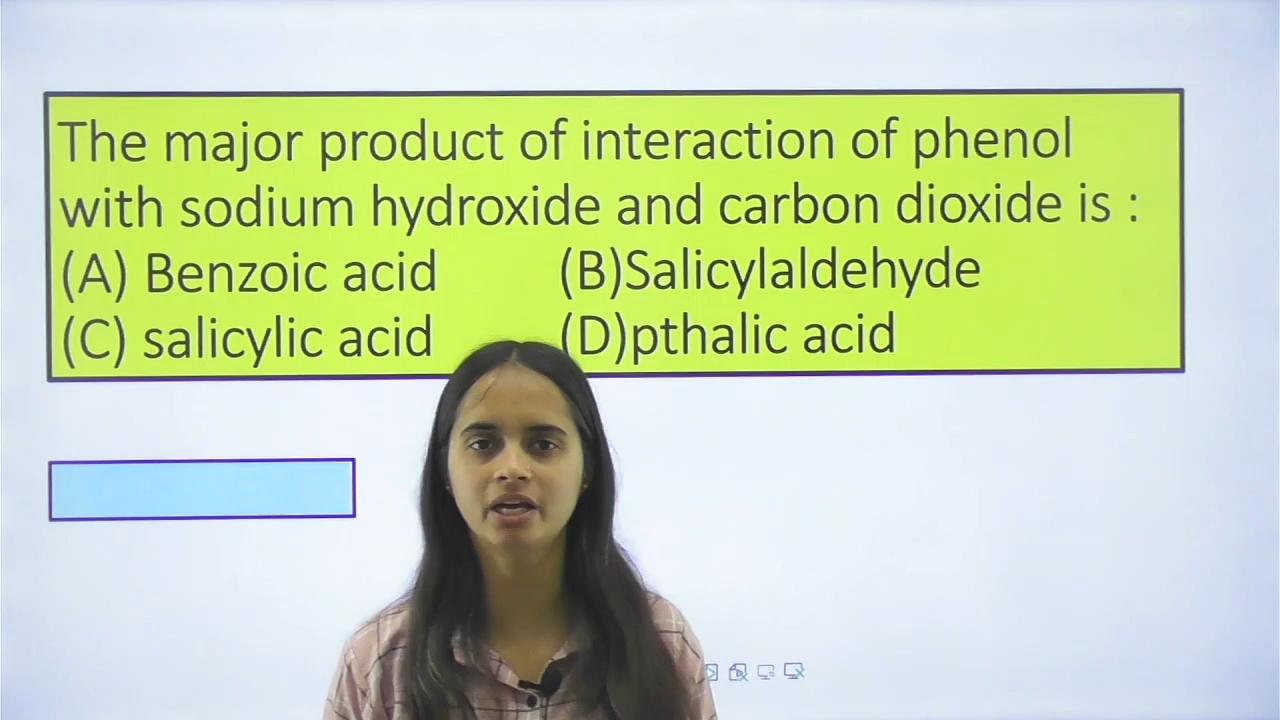 The major product of interaction of phenol
with sodium hydroxide and carbon dioxide is :
(A) Benzoic acid (B)Salicylaldehyde
(C) salicylic acid (D)pthalic acid